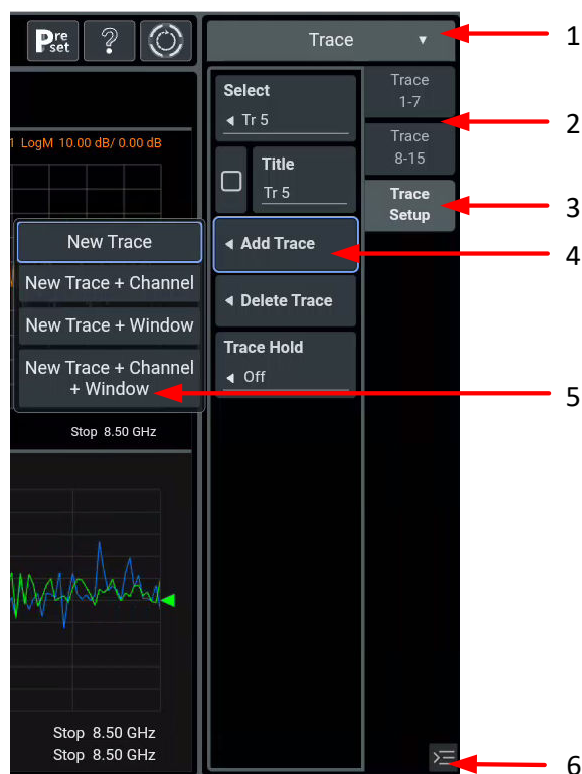 Pre
set
?
Trace ▼
1
Select
◀ Tr 5
Trace
1-7
2
1 LogM 10.00 dB/ 0.00 dB
Trace
8-15
Title
Tr 5
Trace
Setup
3
New Trace
◀ Add Trace
4
New Trace + Channel
◀ Delete Trace
New Trace + Window
Trace Hold
◀ Off
New Trace + Channel
+ Window
5
Stop 8.50 GHz
Stop 8.50 GHz
Stop 8.50 GHz
6